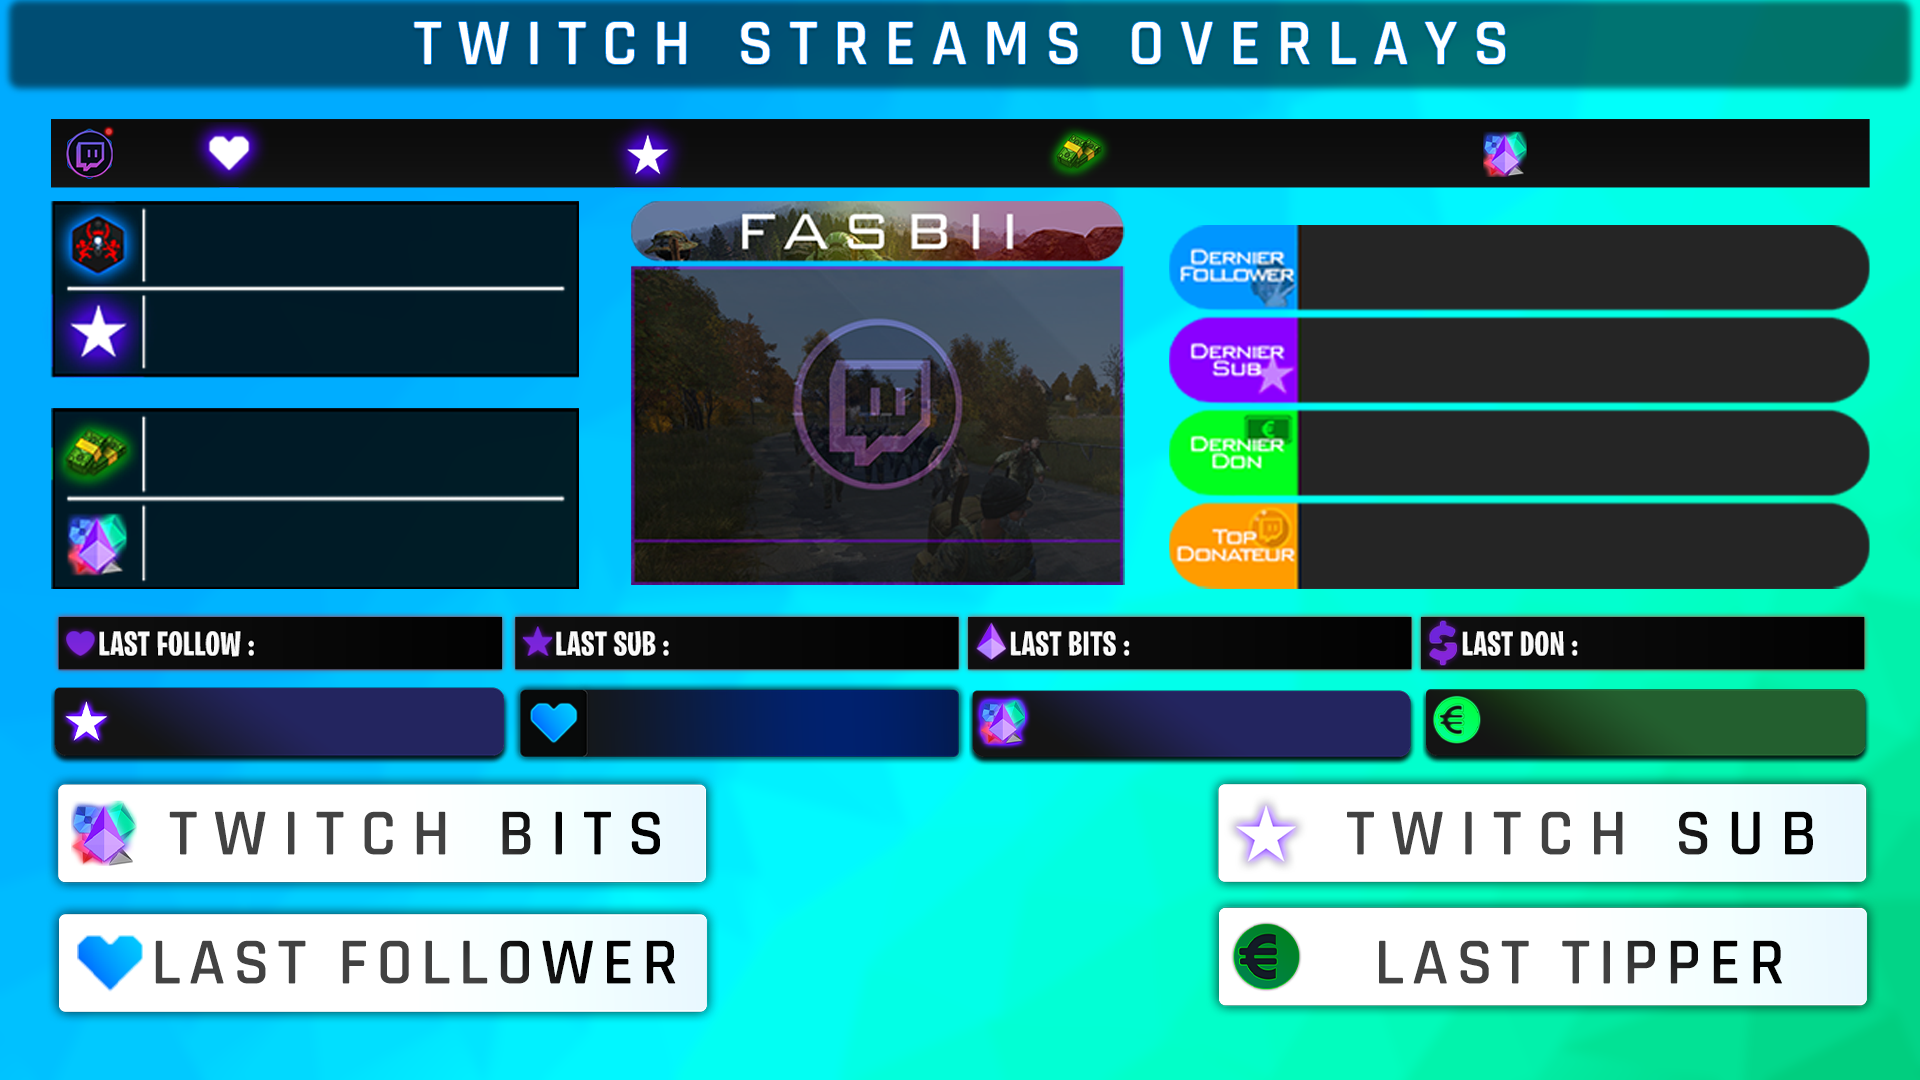 TWITCH STREAMS OVERLAYS
FASBII
DERNIER
FOLLOWER
DERNIER
SUB
DERNIER
DON
TOP
DONATEUR
LAST FOLLOW :
LAST SUB :
LAST BITS :
LAST DON :
TWITCH BITS
TWITCH SUB
LAST FOLLOWER
LAST TIPPER